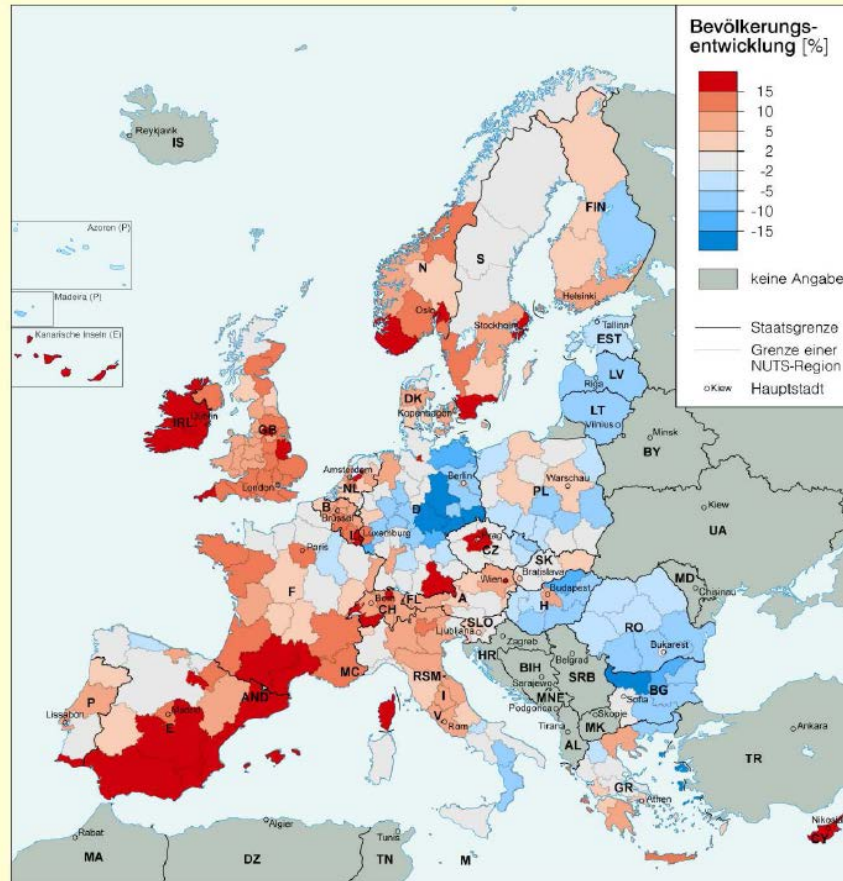 Bevölkerungs-
entwicklung [%]
15
10
5
2
-2
-5
-10
-15
keine Angabe
Staatsgrenze
Grenze einer
NUTS-Region
Kiew Hauptstadt
Reykjavik
IS
Azoren (P)
Madeira (P)
Kanarische Inseln (E)
FIN
N
S
Helsinki
Oslo
Stockholm
Tallinn
EST
LV
Riga
LT
Vilnius
DK
Kopenhagen
IRL
Dublin
GB
London
Minsk
BY
Amsterdam
NL
Berlin
Warschau
PL
D
B
Brüssel
L
Luxemburg
Kiew
UA
Prag
CZ
Paris
SK
Bratislava
MD
Chisinau
Wien
Budapest
F
Bern
CH
FL
A
H
SLO
Ljubljana
RO
Zagreb
HR
Bukarest
Belgrad
BIH
SRB
Sarajewo
MC
RSM
AND
MNE
BG
Sofia
Podgorica
I
P
Madrid
Skopje
V
Rom
MK
Lissabon
E
Tirana
AL
Ankara
TR
GR
Athen
Nikosia
CY
Algier
Tunis
Rabat
MA
DZ
TN
M